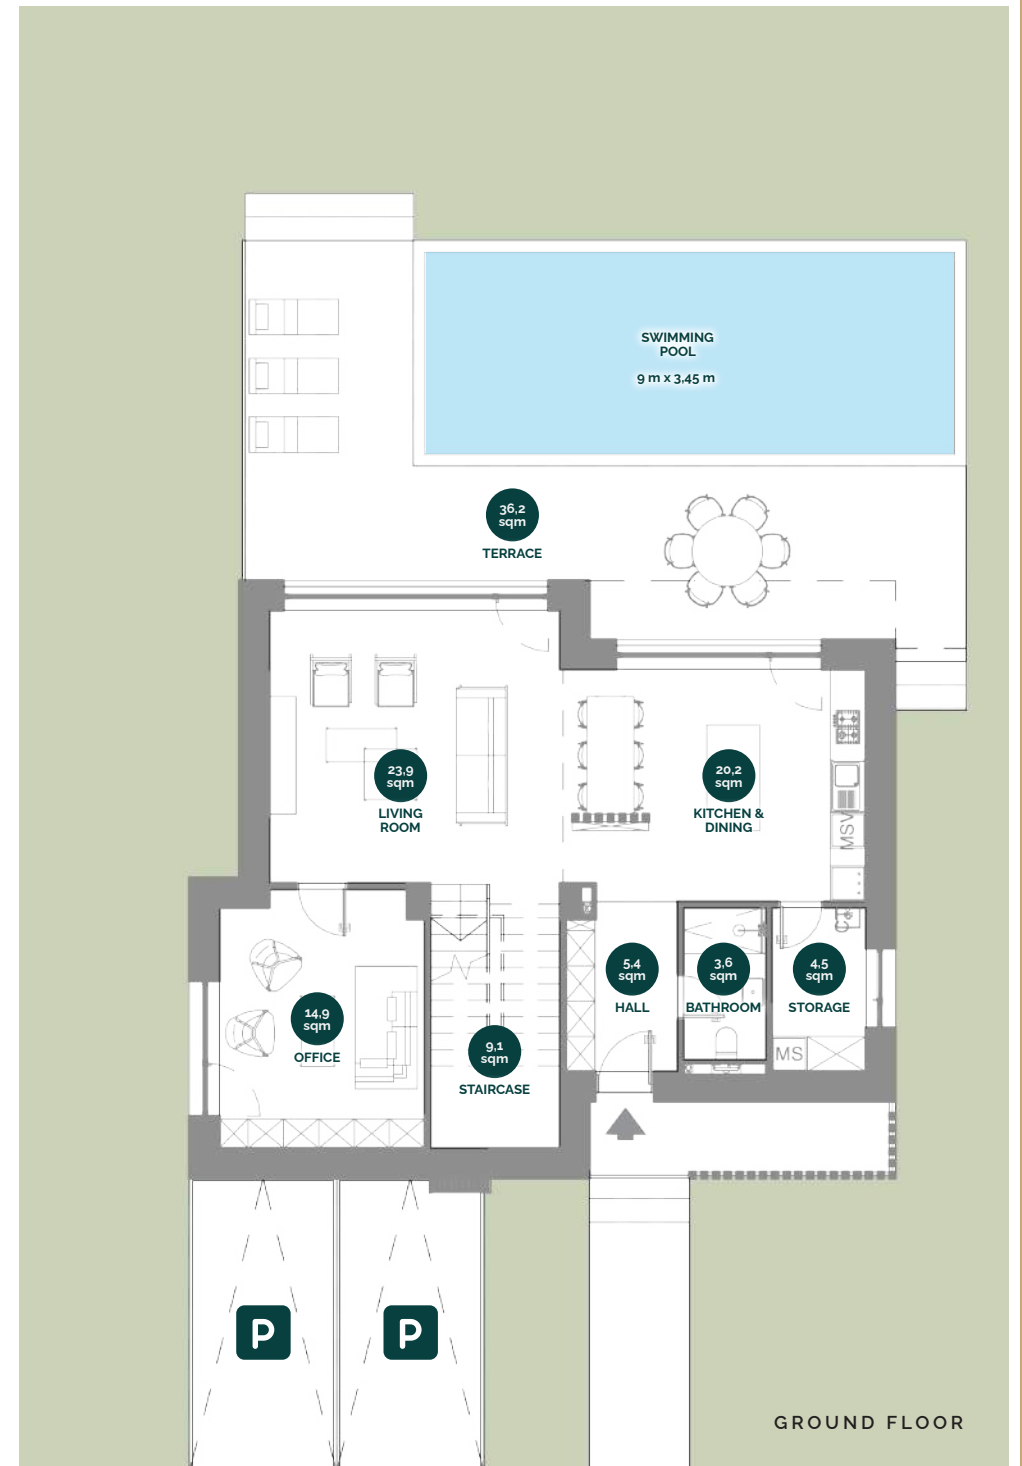 SWIMMING
POOL
9 m x 3,45 m
36,2
sqm
TERRACE
23,9
sqm
LIVING
ROOM
20,2
sqm
KITCHEN &
DINING
MSV
5,4
sqm
HALL
3,6
sqm
BATHROOM
4,5
sqm
STORAGE
14,9
sqm
OFFICE
9,1
sqm
STAIRCASE
MS
P
P
GROUND FLOOR